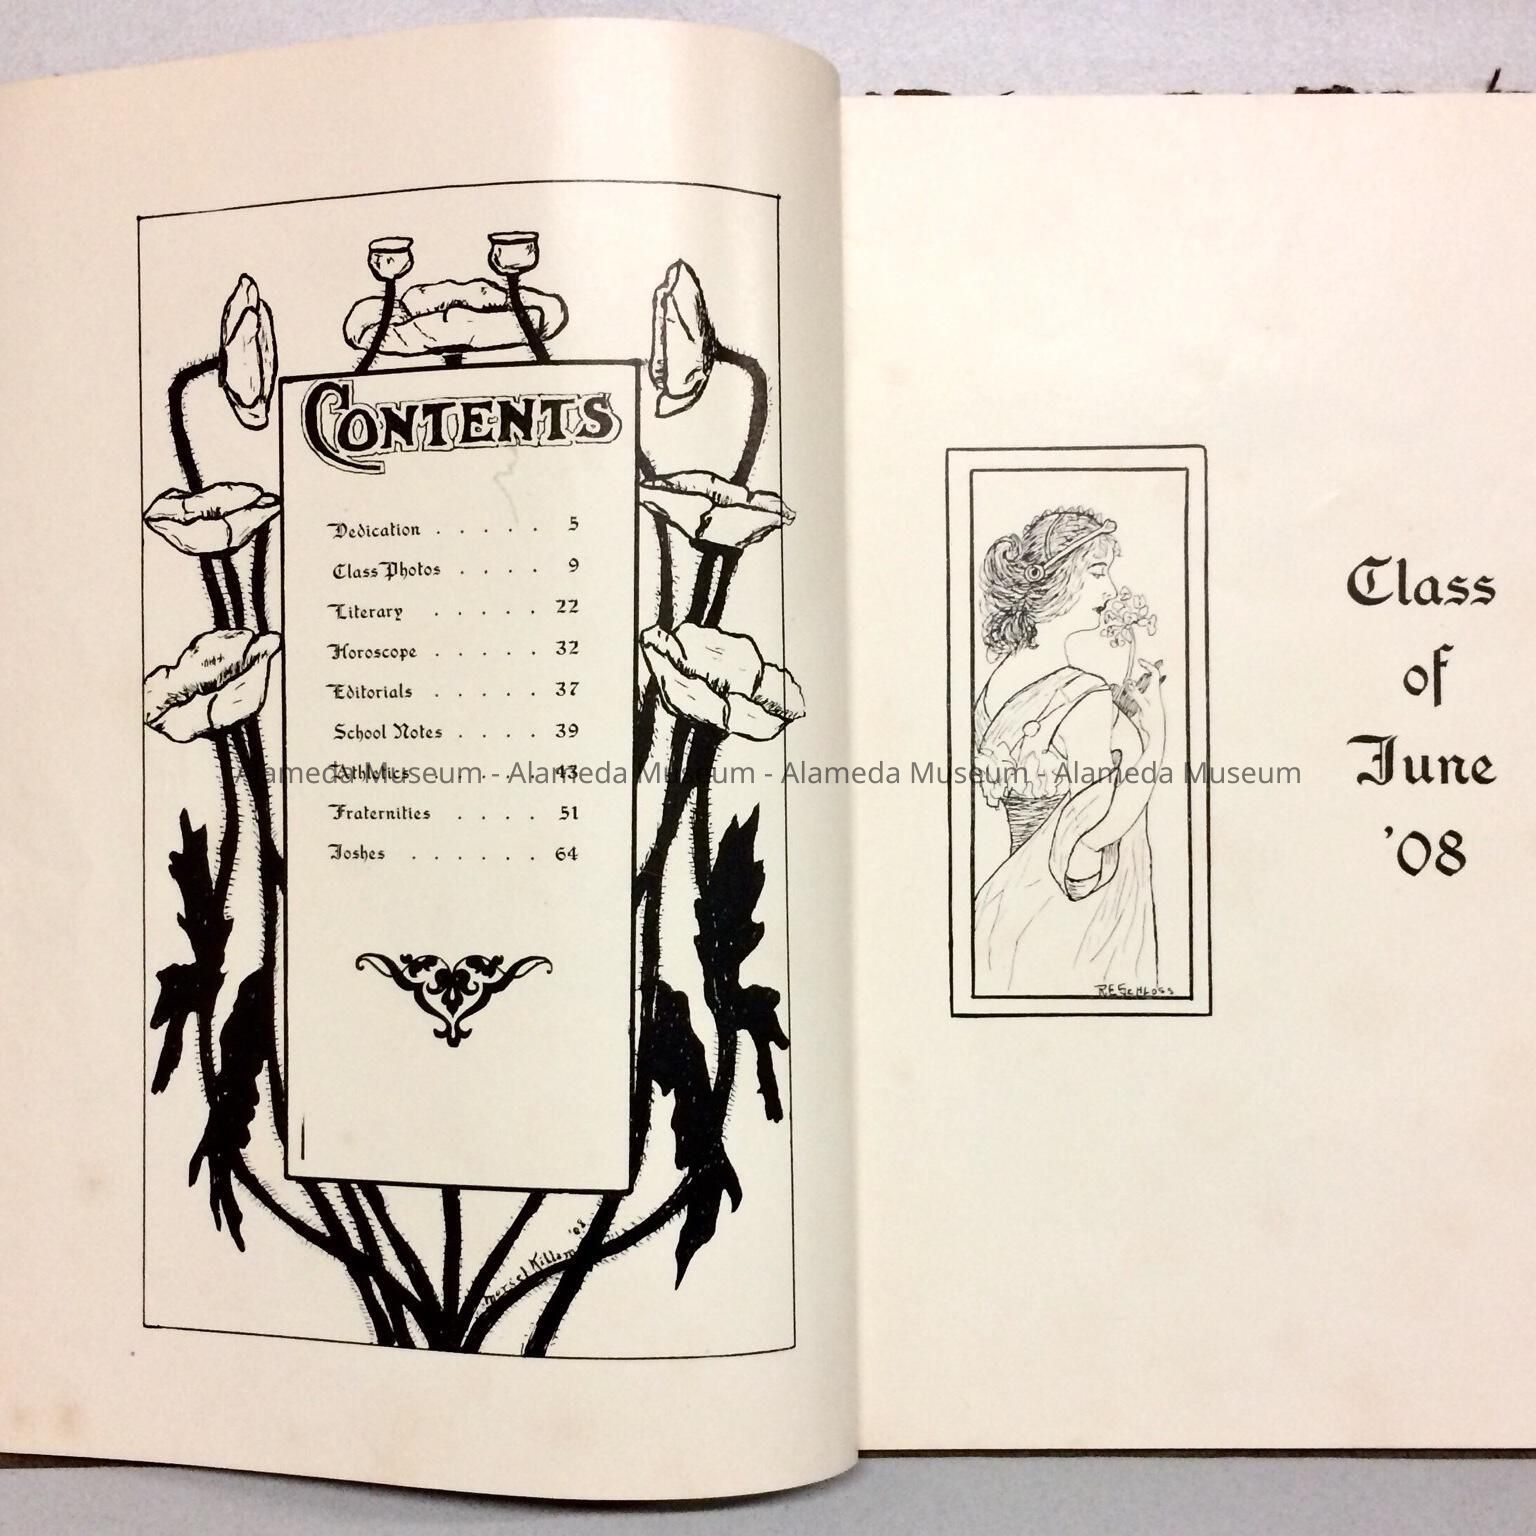 CONTENTS
Dedication . . . . . 5
Class Photos . . . . 9
Literary . . . . . 22
Horoscope . . . . . 32
Editorials . . . . . 37
School Notes . . . . 39
Athletics . . . . . 43
Fraternities . . . . 51
Joshes . . . . . . 64
Killam '08
Alameda Museum - Alameda Museum - Alameda Museum - Alameda Museum
R.E.SCHLOSS
Class
of
June
'08